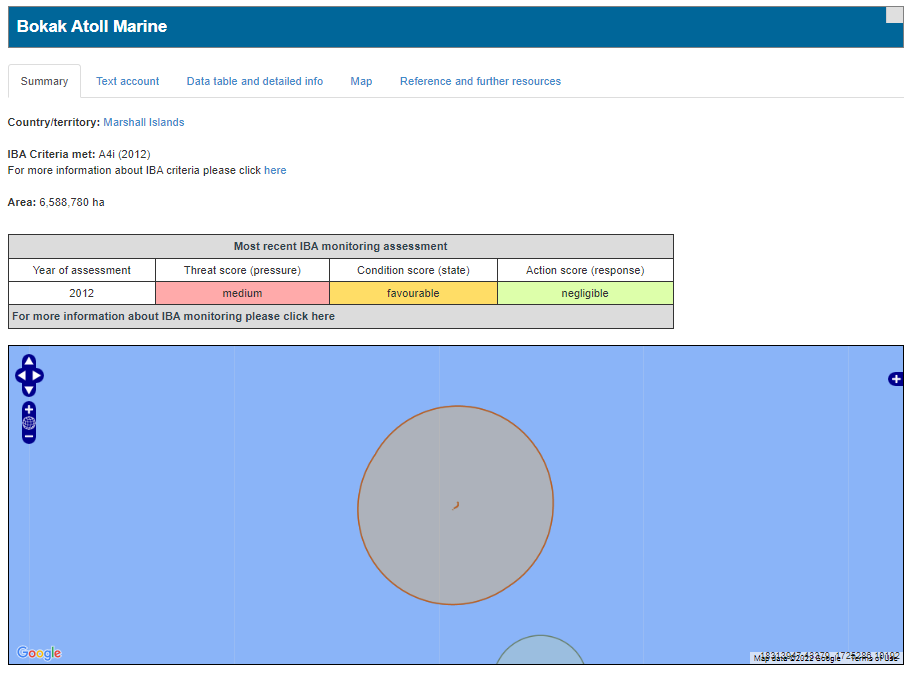 Bokak Atoll Marine
Summary Text account Data table and detailed info Map Reference and further resources
Country/territory: Marshall Islands
IBA Criteria met: A4i (2012)
For more information about IBA criteria please click here
Area: 6,588,780 ha
Most recent IBA monitoring assessment
Year of assessment Threat score (pressure) Condition score (state) Action score (response)
2012 medium favourable negligible
For more information about IBA monitoring please click here
Google
Map data ©2022 Google Terms of Use